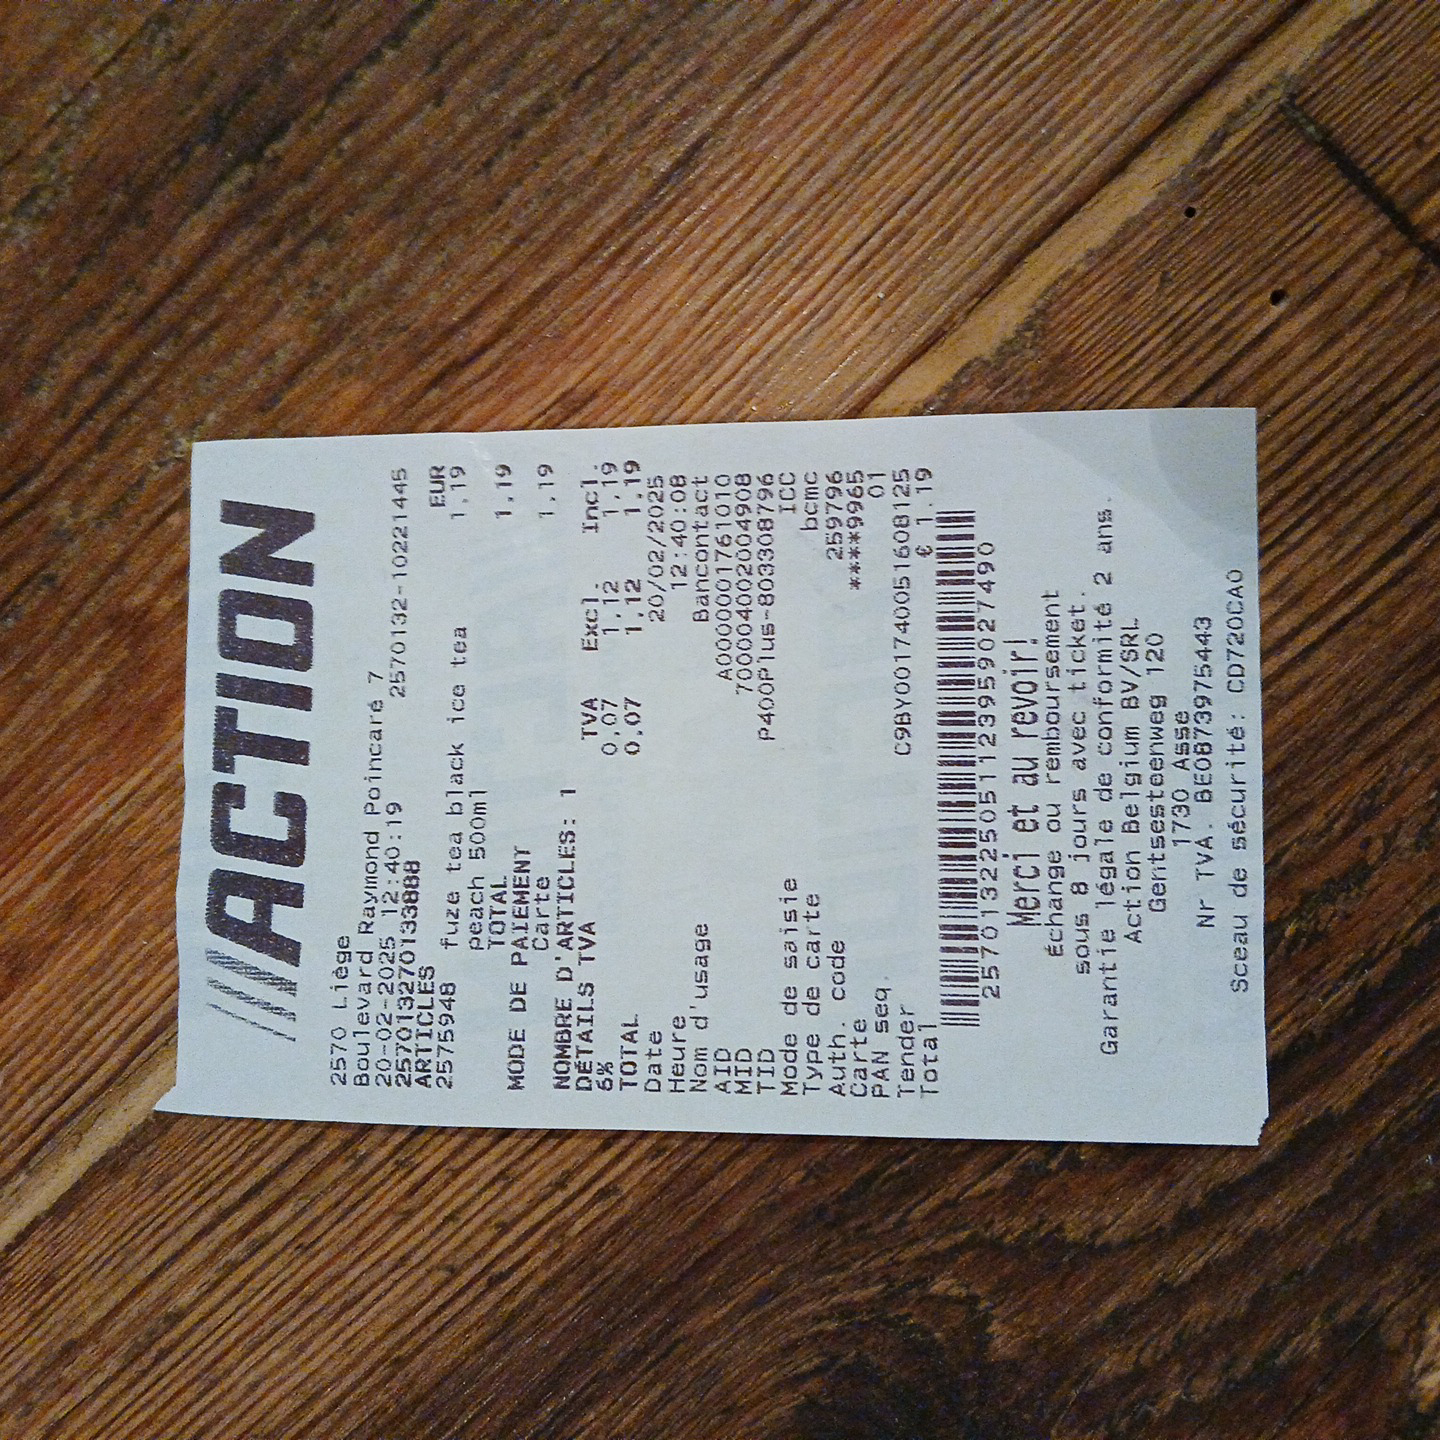 ///ACTION
2570 Liège
Boulevard Raymond Poincaré 7
20-02-2025 12:40:19 2570132-10221445
257013270133888
ARTICLES EUR
2575948 fuze tea black ice tea 1,19
peach 500ml
TOTAL 1,19
MODE DE PAIEMENT
Carte 1,19
NOMBRE D'ARTICLES: 1
DÉTAILS TVA TVA Excl. Incl.
6% 0,07 1,12 1,19
TOTAL 0,07 1,12 1,19
Date 20/02/2025
Heure 12:40:08
Nom d'usage Bancontact
AID A0000001761010
MID 70000400200 4908
TID P400Plus-803308796
Mode de saisie ICC
Type de carte bcmc
Auth. code 259796
Carte ****9965
PAN seq. 01
Tender C9BY001740051608125
Total € 1.19
2570132250511239590274 90
Merci et au revoir!
échange ou remboursement
sous 8 jours avec ticket.
Garantie légale de conformité 2 ans.
Action Belgium BV/SRL
Gentsesteenweg 120
1730 Asse
Nr TVA. BE0873975443
Sceau de sécurité: CD720CA0